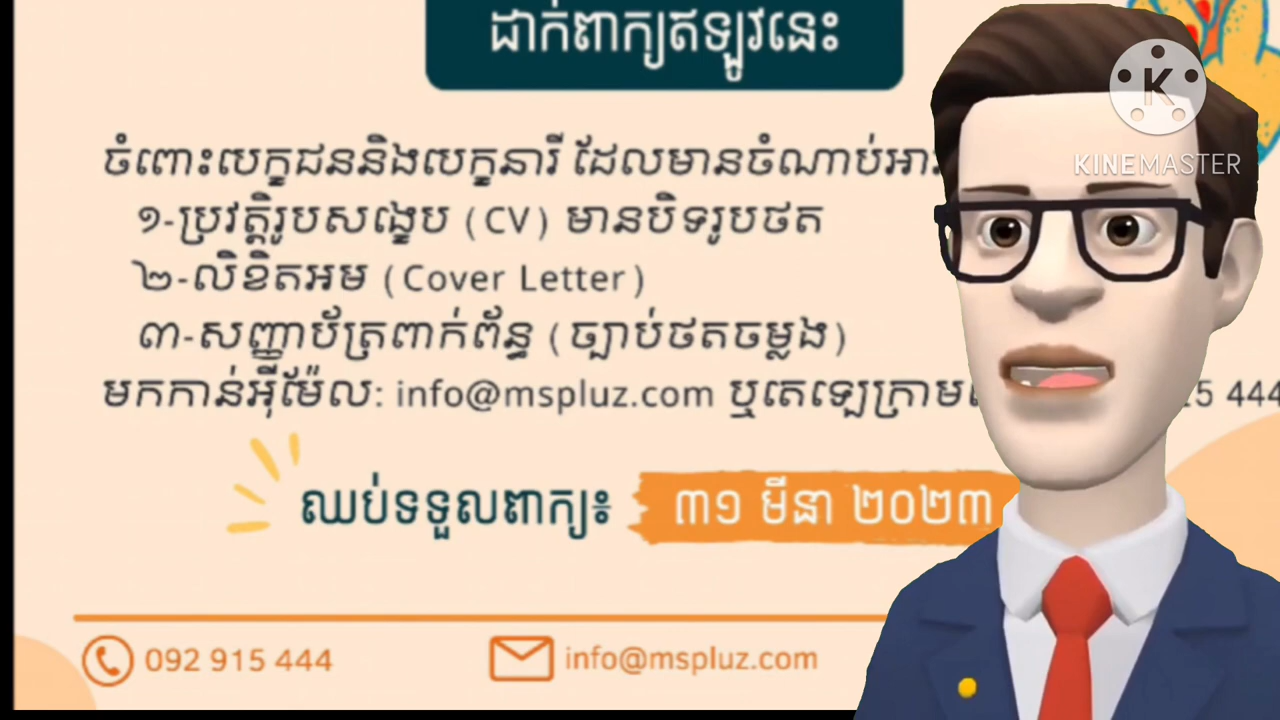 ដាក់ពាក្យឥឡូវនេះ
ចំពោះបេក្ខជននិងបេក្ខនារី ដែលមានចំណាប់
១-ប្រវត្តិរូបសង្ខេប (CV) មានបិទរូបថត
២-លិខិតអម (Cover Letter)
៣-សញ្ញាប័ត្រពាក់ព័ន្ធ (ច្បាប់ថតចម្លង)
មកកាន់អ៊ីម៉ែល: info@mspluz.com ឬតេឡេក្រាម 444
ឈប់ទទួលពាក្យ៖ ៣១ មីនា ២០២៣
092 915 444 info@mspluz.com
K
KINEMASTER